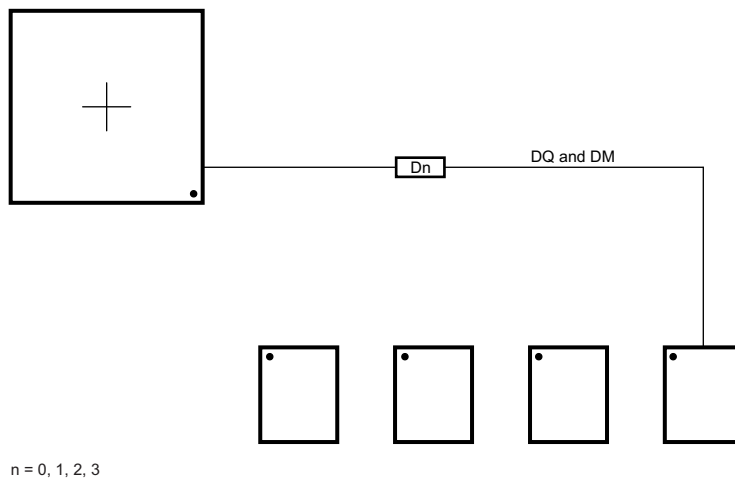 DQ and DM
Dn
n = 0, 1, 2, 3